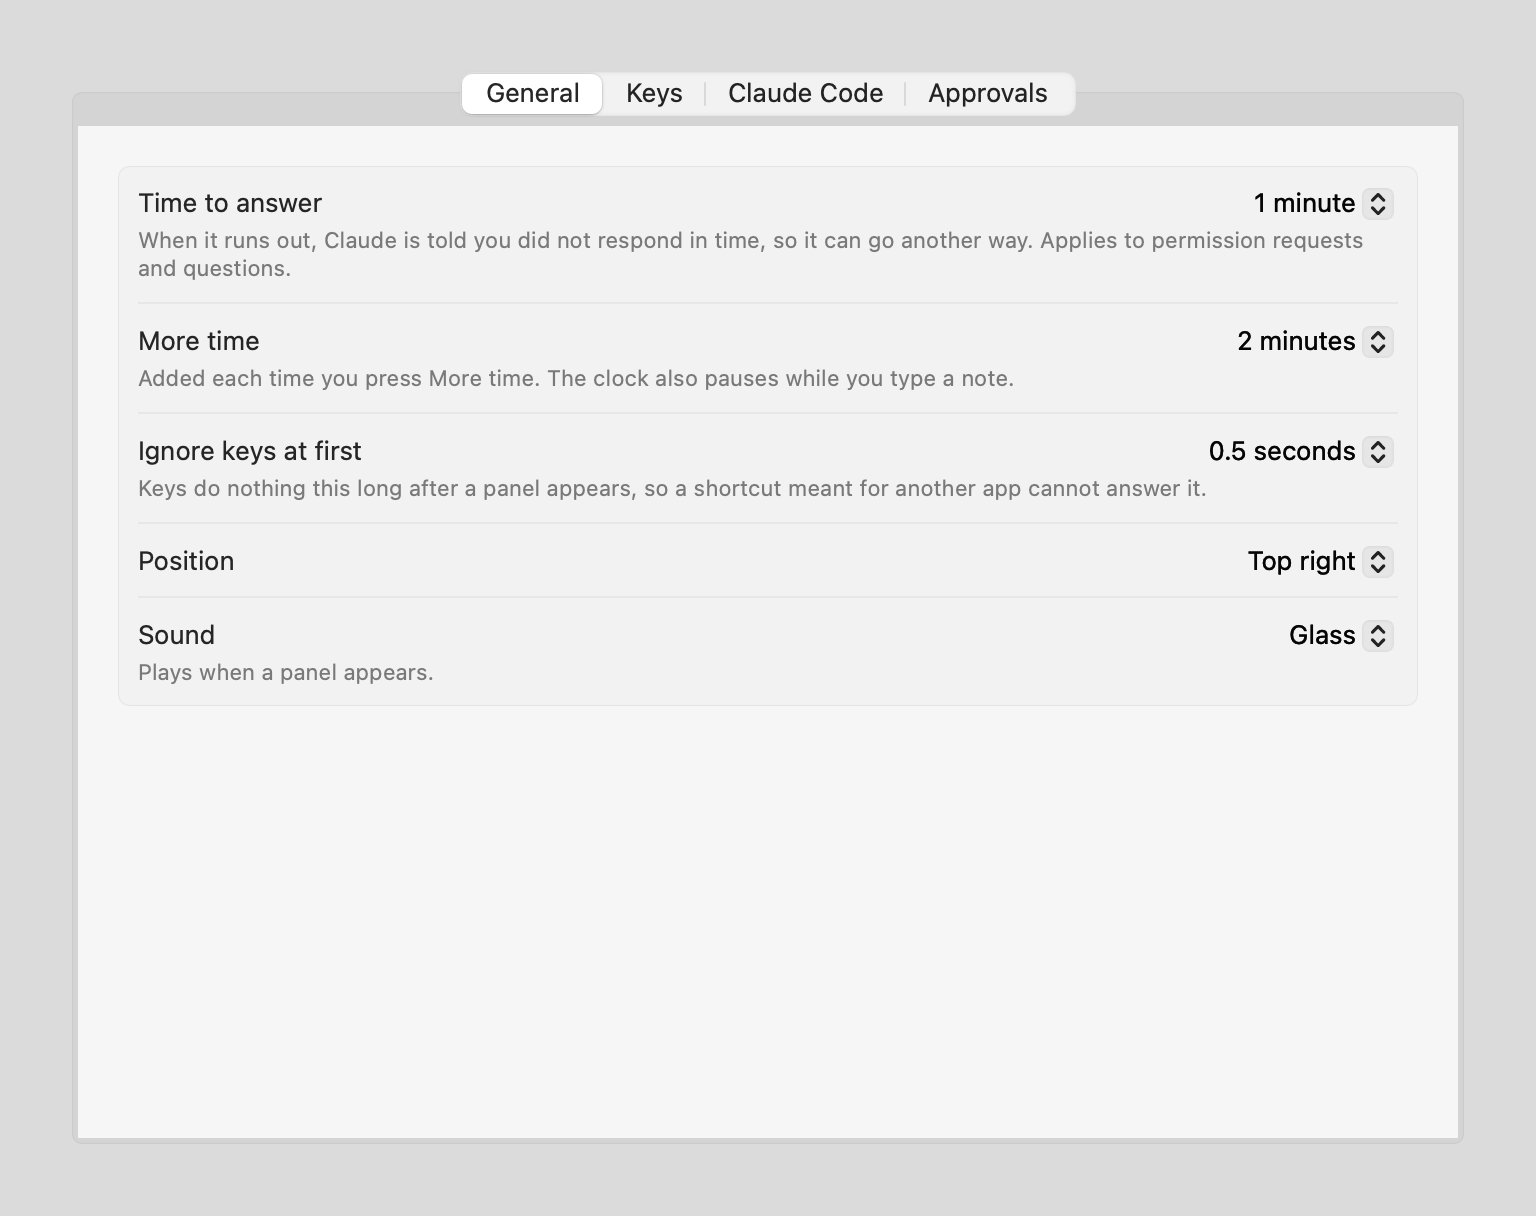 General
Keys
Claude Code
Approvals
Time to answer
1 minute
When it runs out, Claude is told you did not respond in time, so it can go another way. Applies to permission requests
and questions.
More time
2 minutes
Added each time you press More time. The clock also pauses while you type a note.
Ignore keys at first
0.5 seconds
Keys do nothing this long after a panel appears, so a shortcut meant for another app cannot answer it.
Position
Top right
Sound
Glass
Plays when a panel appears.